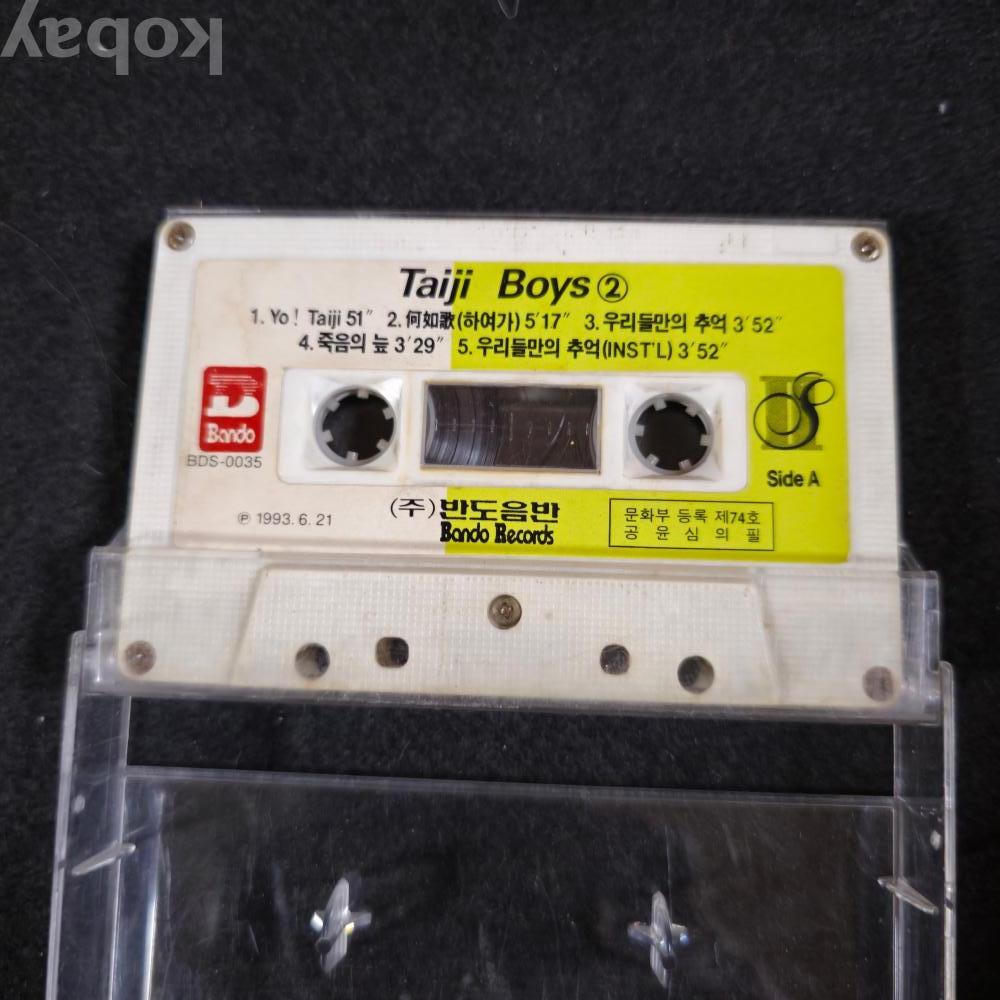 kobay
Taiji Boys ②
1. Yo! Taiji 51″ 2. 何如歌(하여가) 5′17″ 3. 우리들만의 추억 3′52″
4. 죽음의 늪 3′29″ 5. 우리들만의 추억(INST'L) 3′52″
Bando
BDS-0035
Side A
℗ 1993. 6. 21
(주)반도음반
Bando Records
문화부 등록 제74호
공 윤 심 의 필